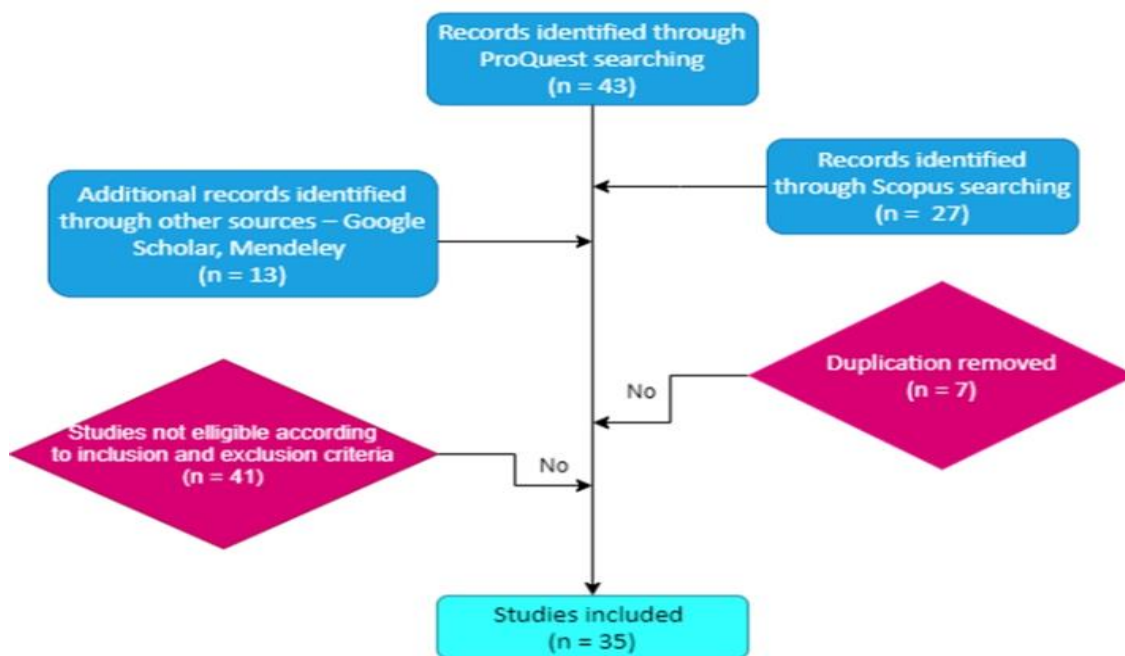 Records identified through
ProQuest searching
(n = 43)
Records identified
through Scopus searching
(n = 27)
Additional records identified
through other sources – Google
Scholar, Mendeley
(n = 13)
Duplication removed
(n = 7)
No
Studies not elligible according
to inclusion and exclusion criteria
(n = 41)
No
Studies included
(n = 35)